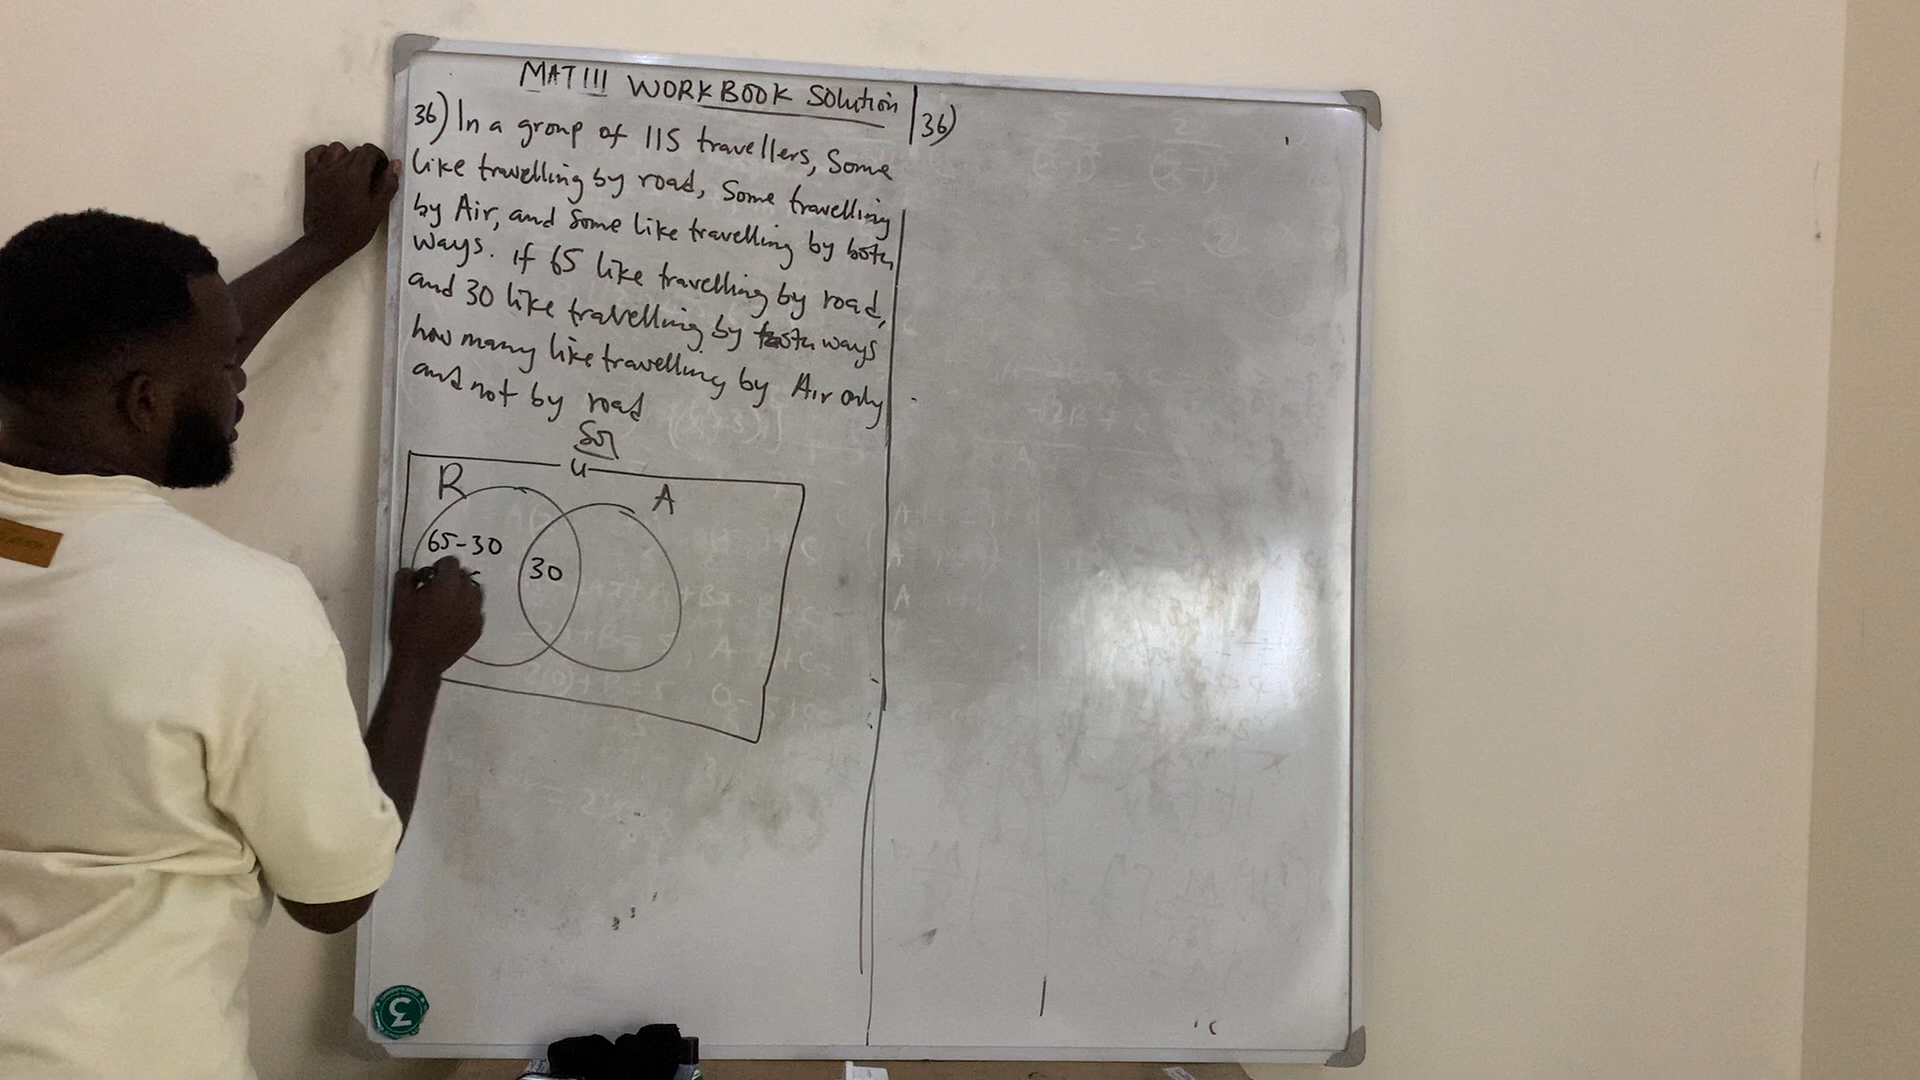 MAT111 WORKBOOK Solution
36) In a group of 115 travellers, Some
like travelling by road, Some travelling
by Air, and Some like travelling by both
ways. If 65 like travelling by road,
and 30 like travelling by both ways
how many like travelling by Air only
and not by road
Sol
U
R
A
65-30
30
36)